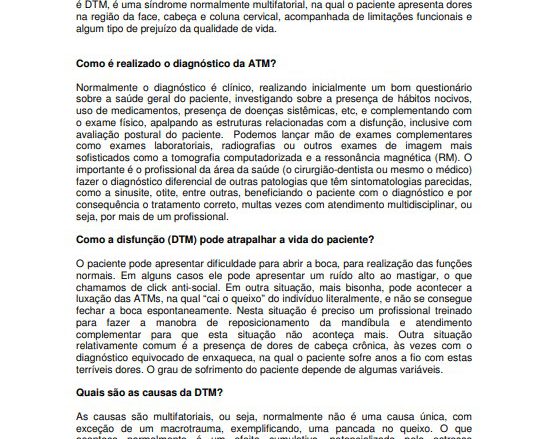 é DTM, é uma síndrome normalmente multifatorial, na qual o paciente apresenta dores
na região da face, cabeça e coluna cervical, acompanhada de limitações funcionais e
algum tipo de prejuízo da qualidade de vida.
Como é realizado o diagnóstico da ATM?
Normalmente o diagnóstico é clínico, realizando inicialmente um bom questionário
sobre a saúde geral do paciente, investigando sobre a presença de hábitos nocivos,
uso de medicamentos, presença de doenças sistêmicas, etc, e complementando com
o exame físico, apalpando as estruturas relacionadas com a disfunção, inclusive com
avaliação postural do paciente. Podemos lançar mão de exames complementares
como exames laboratoriais, radiografias ou outros exames de imagem mais
sofisticados como a tomografia computadorizada e a ressonância magnética (RM). O
importante é o profissional da área da saúde (o cirurgião-dentista ou mesmo o médico)
fazer o diagnóstico diferencial de outras patologias que têm sintomatologias parecidas,
como a sinusite, otite, entre outras, beneficiando o paciente com o diagnóstico e por
consequência o tratamento correto, multas vezes com atendimento multidisciplinar, ou
seja, por mais de um profissional.
Como a disfunção (DTM) pode atrapalhar a vida do paciente?
O paciente pode apresentar dificuldade para abrir a boca, para realização das funções
normais. Em alguns casos ele pode apresentar um ruído alto ao mastigar, o que
chamamos de click anti-social. Em outra situação, mais bisonha, pode acontecer a
luxação das ATMs, na qual “cai o queixo” do indivíduo literalmente, e não se consegue
fechar a boca espontaneamente. Nesta situação é preciso um profissional treinado
para fazer a manobra de reposicionamento da mandíbula e atendimento
complementar para que esta situação não aconteça mais. Outra situação
relativamente comum é a presença de dores de cabeça crônica, às vezes com o
diagnóstico equivocado de enxaqueca, na qual o paciente sofre anos a fio com estas
terríveis dores. O grau de sofrimento do paciente depende de algumas variáveis.
Quais são as causas da DTM?
As causas são multifatoriais, ou seja, normalmente não é uma causa única, com
exceção de um macrotrauma, exemplificando, uma pancada no queixo. O que
acontece normalmente é um efeito cumulativo, potencializado pelo estresse